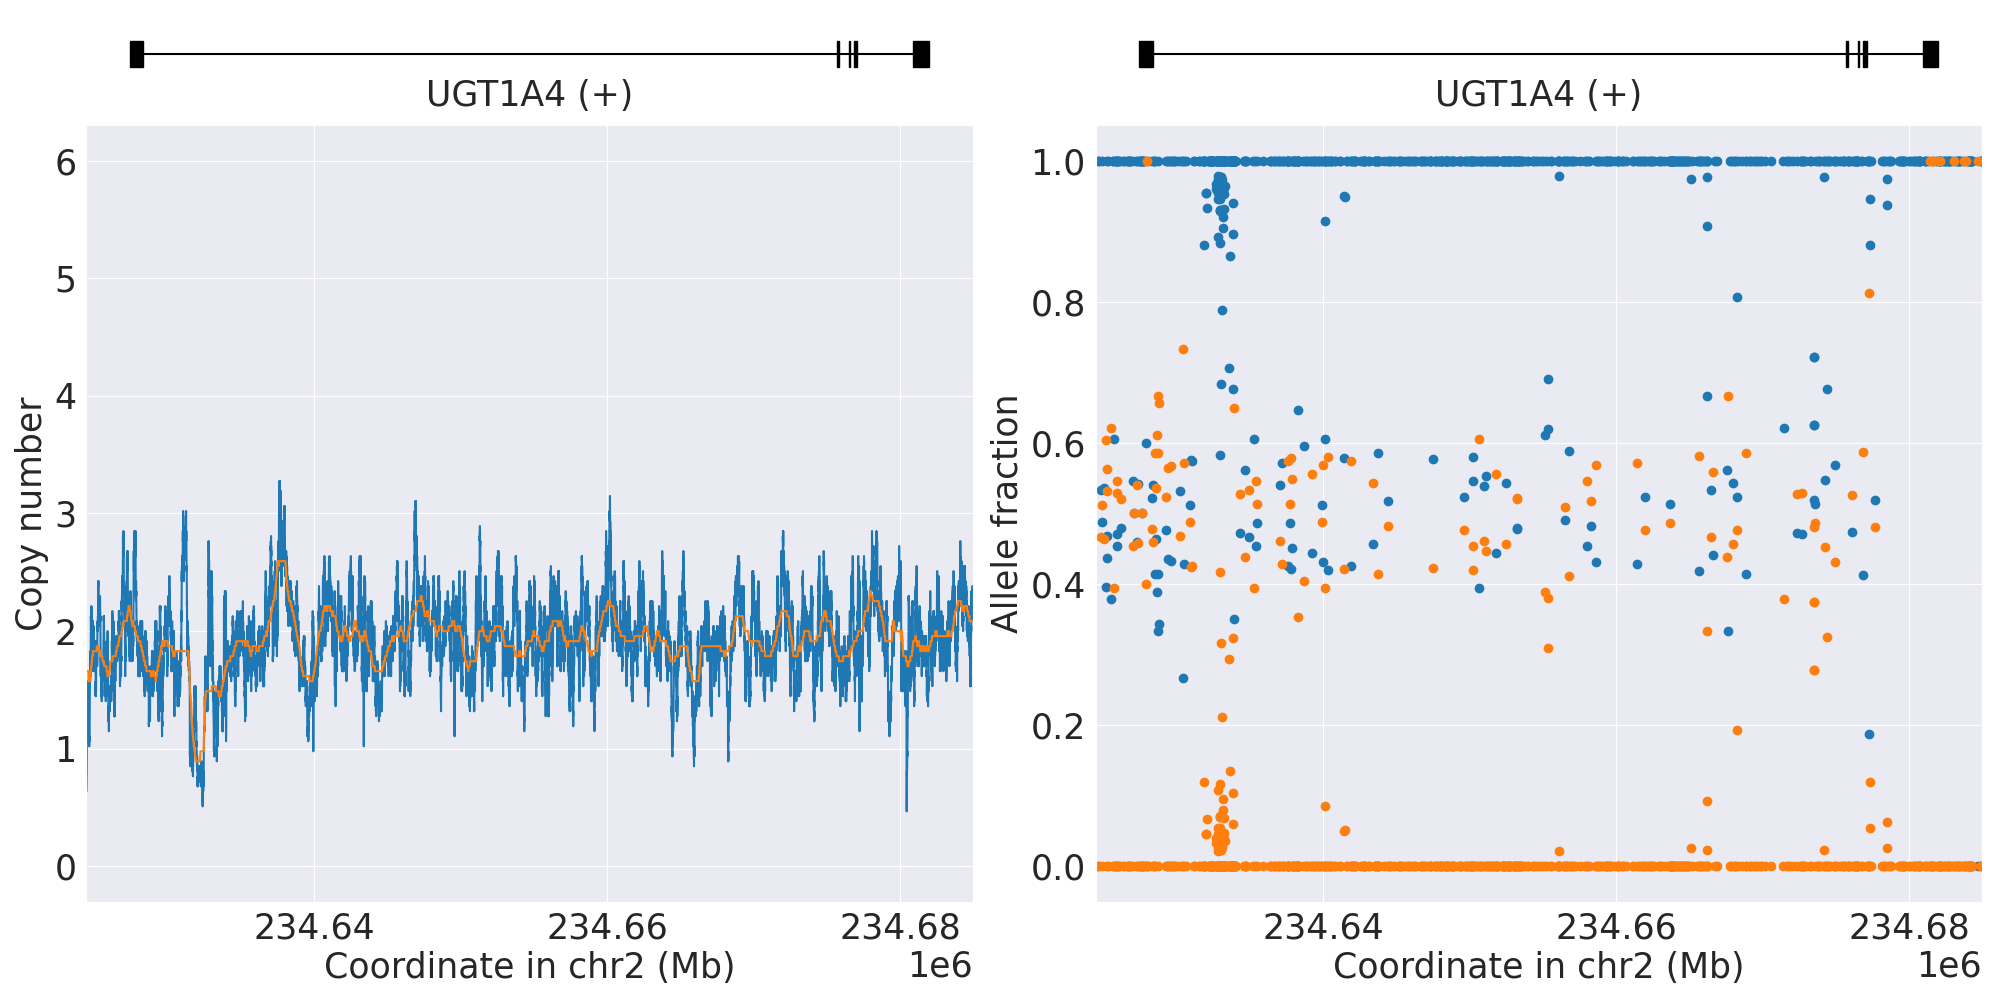 UGT1A4 (+)
Copy number
6
5
4
3
2
1
0
234.64
234.66
234.68
1e6
Coordinate in chr2 (Mb)
UGT1A4 (+)
Allele fraction
1.0
0.8
0.6
0.4
0.2
0.0
234.64
234.66
234.68
1e6
Coordinate in chr2 (Mb)